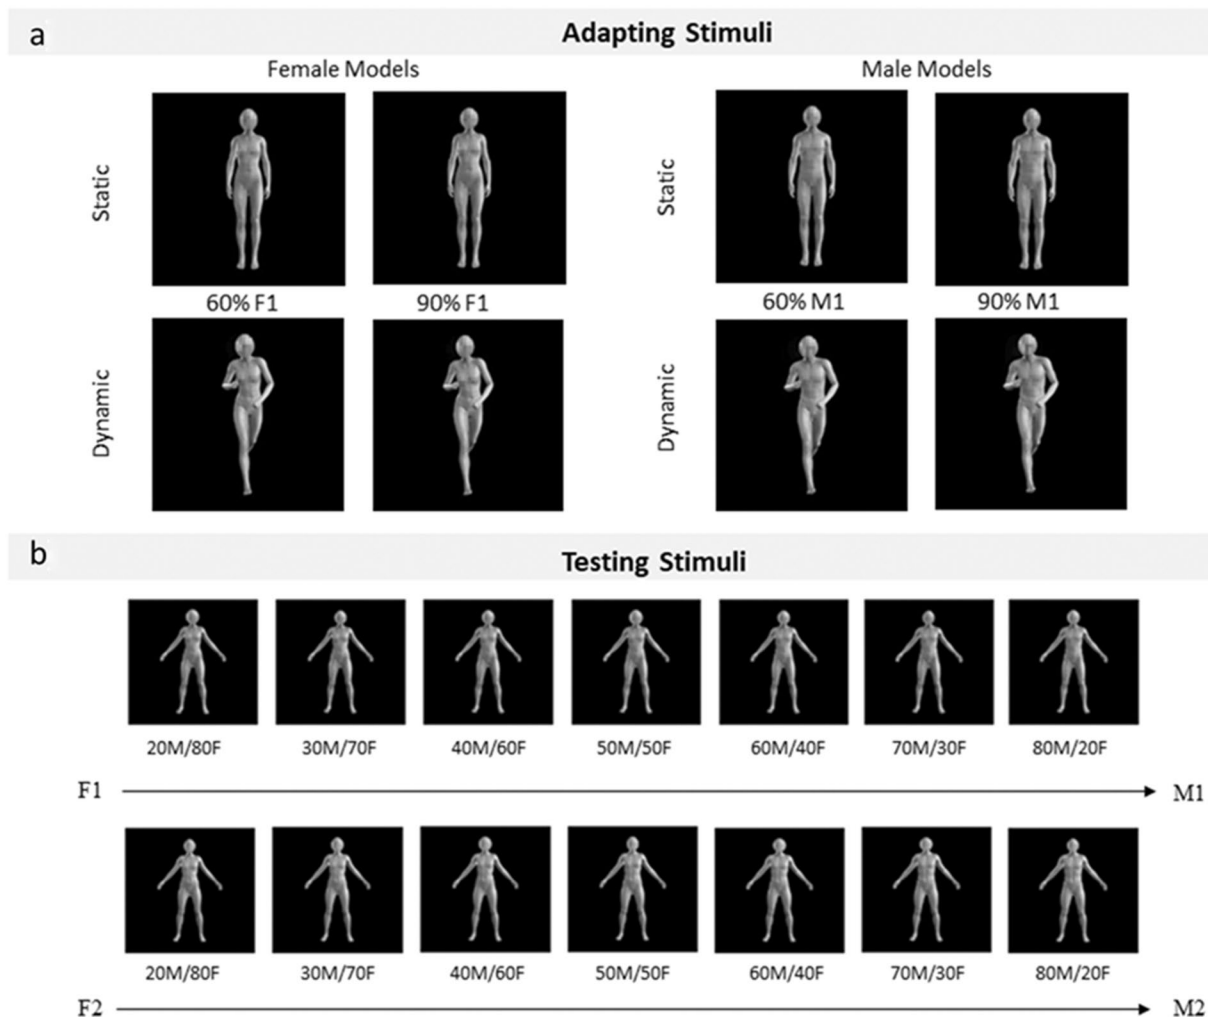 a
Adapting Stimuli
Female Models
Male Models
Static
Static
60% F1
90% F1
60% M1
90% M1
Dynamic
Dynamic
b
Testing Stimuli
20M/80F
30M/70F
40M/60F
50M/50F
60M/40F
70M/30F
80M/20F
F1
M1
20M/80F
30M/70F
40M/60F
50M/50F
60M/40F
70M/30F
80M/20F
F2
M2